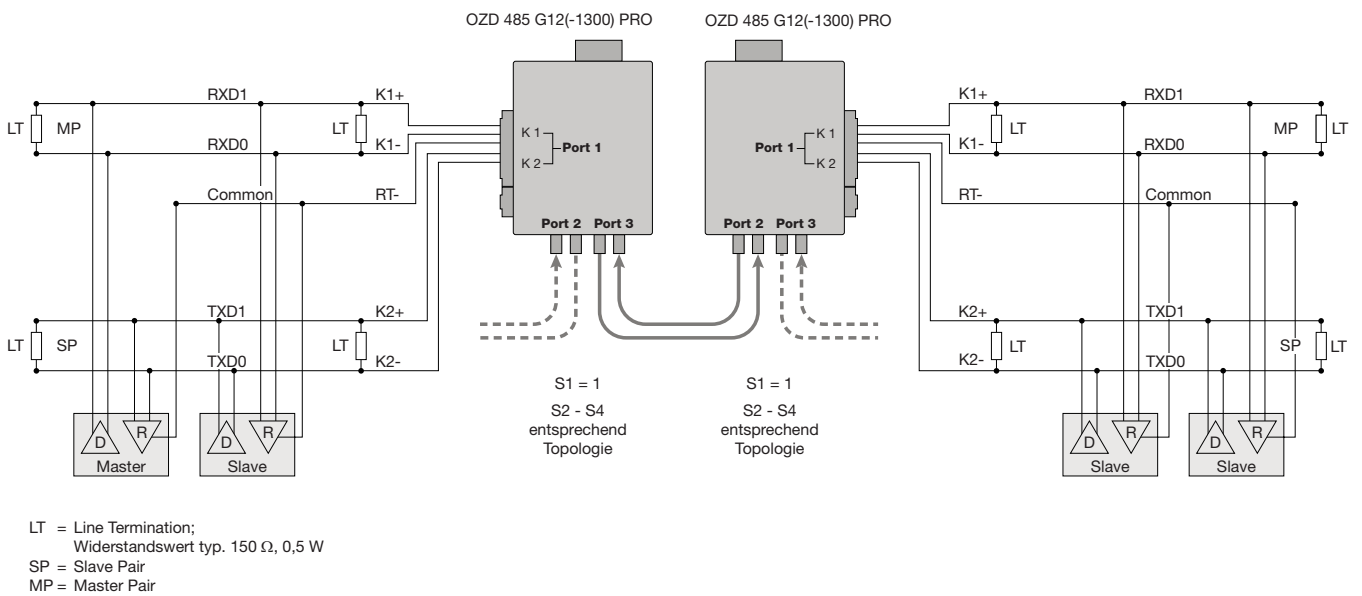 OZD 485 G12(-1300) PRO
OZD 485 G12(-1300) PRO
RXD1
K1+
LT
MP
LT
RXD0
K1-
Common
RT-
TXD1
K2+
LT
SP
LT
TXD0
K2-
D
R
Master
D
R
Slave
K 1
Port 1
K 2
Port 2
Port 3
S1 = 1
S2 - S4
entsprechend
Topologie
K 1
Port 1
K 2
Port 2
Port 3
S1 = 1
S2 - S4
entsprechend
Topologie
K1+
RXD1
LT
MP
LT
K1-
RXD0
RT-
Common
K2+
TXD1
LT
SP
LT
K2-
TXD0
D
R
Slave
D
R
Slave
LT = Line Termination;
Widerstandswert typ. 150 Ω, 0,5 W
SP = Slave Pair
MP = Master Pair